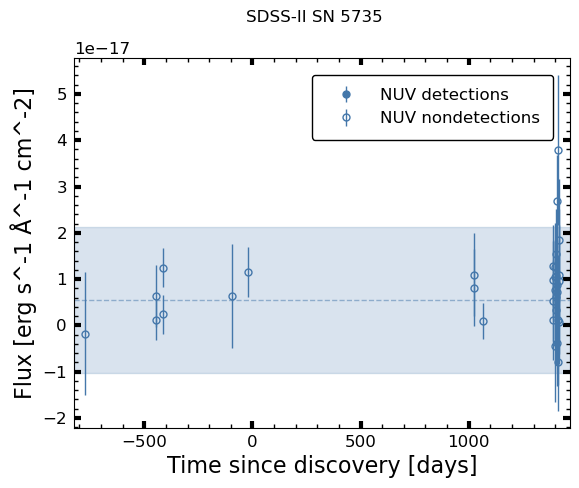 SDSS-II SN 5735
1e−17
NUV detections
NUV nondetections
5
4
3
2
1
0
−1
−2
Flux [erg s^-1 Å^-1 cm^-2]
−500 0 500 1000
Time since discovery [days]